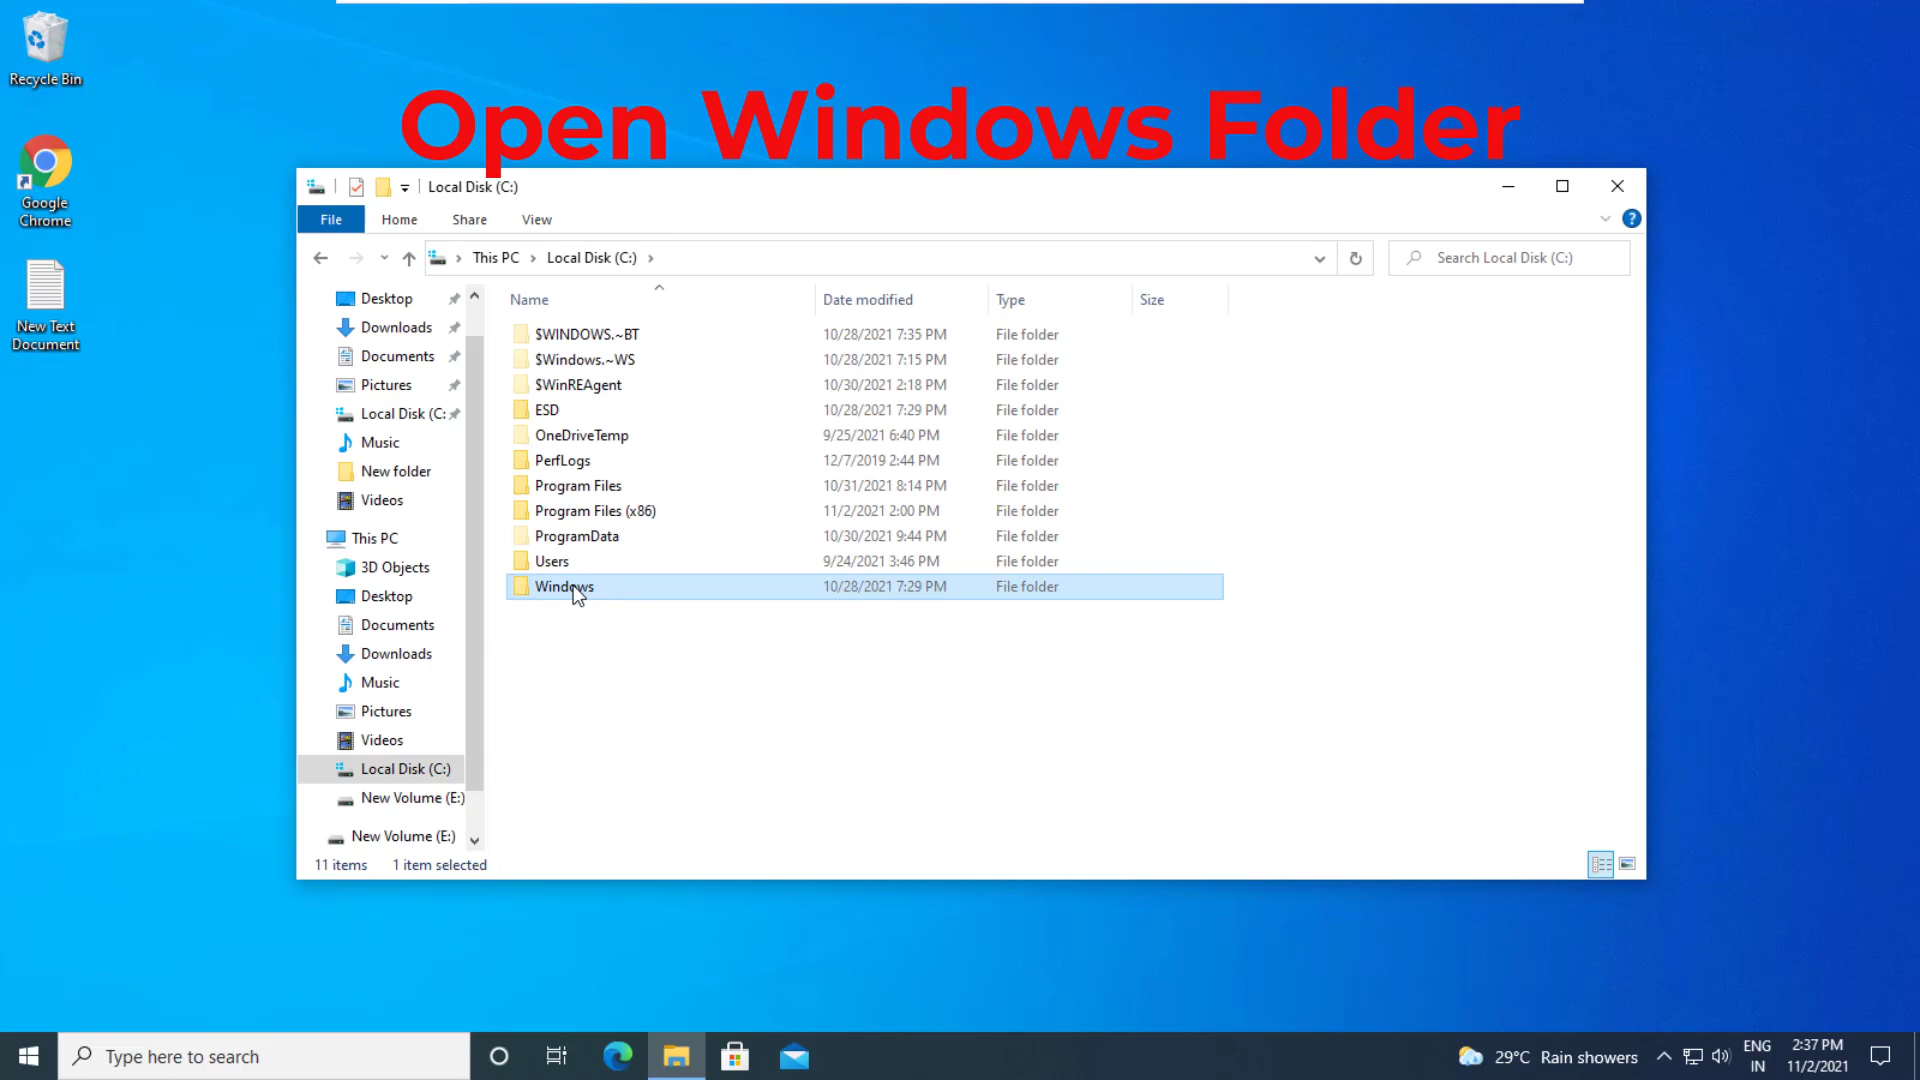 Recycle Bin
Google
Chrome
New Text
Document
Open Windows Folder
Local Disk (C:)
File Home Share View
This PC Local Disk (C:)
Search Local Disk (C:)
Desktop
Downloads
Documents
Pictures
Local Disk (C:
Music
New folder
Videos
This PC
3D Objects
Desktop
Documents
Downloads
Music
Pictures
Videos
Local Disk (C:)
New Volume (E:)
New Volume (E:)
Name Date modified Type Size
$WINDOWS.~BT 10/28/2021 7:35 PM File folder
$Windows.~WS 10/28/2021 7:15 PM File folder
$WinREAgent 10/30/2021 2:18 PM File folder
ESD 10/28/2021 7:29 PM File folder
OneDriveTemp 9/25/2021 6:40 PM File folder
PerfLogs 12/7/2019 2:44 PM File folder
Program Files 10/31/2021 8:14 PM File folder
Program Files (x86) 11/2/2021 2:00 PM File folder
ProgramData 10/30/2021 9:44 PM File folder
Users 9/24/2021 3:46 PM File folder
Windows 10/28/2021 7:29 PM File folder
11 items 1 item selected
Type here to search
29°C Rain showers
ENG
IN
2:37 PM
11/2/2021